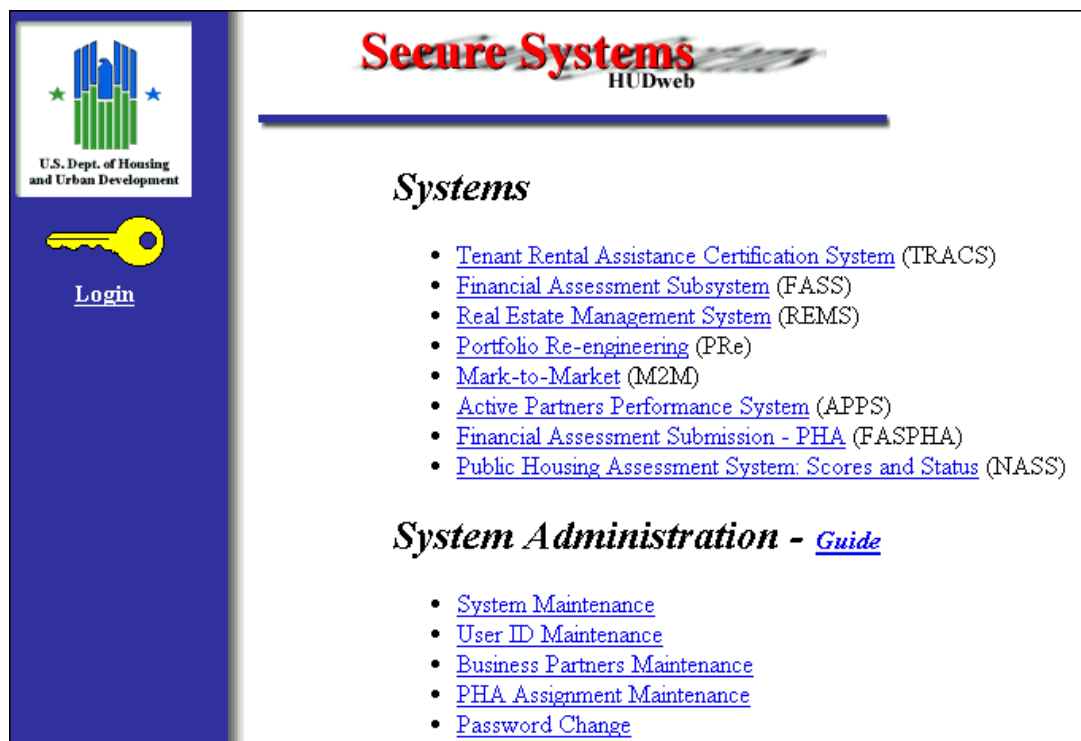 U.S. Dept. of Housing
and Urban Development
Login
Secure Systems
HUDweb
Systems
• Tenant Rental Assistance Certification System (TRACS)
• Financial Assessment Subsystem (FASS)
• Real Estate Management System (REMS)
• Portfolio Re-engineering (PRe)
• Mark-to-Market (M2M)
• Active Partners Performance System (APPS)
• Financial Assessment Submission - PHA (FASPHA)
• Public Housing Assessment System: Scores and Status (NASS)
System Administration - Guide
• System Maintenance
• User ID Maintenance
• Business Partners Maintenance
• PHA Assignment Maintenance
• Password Change